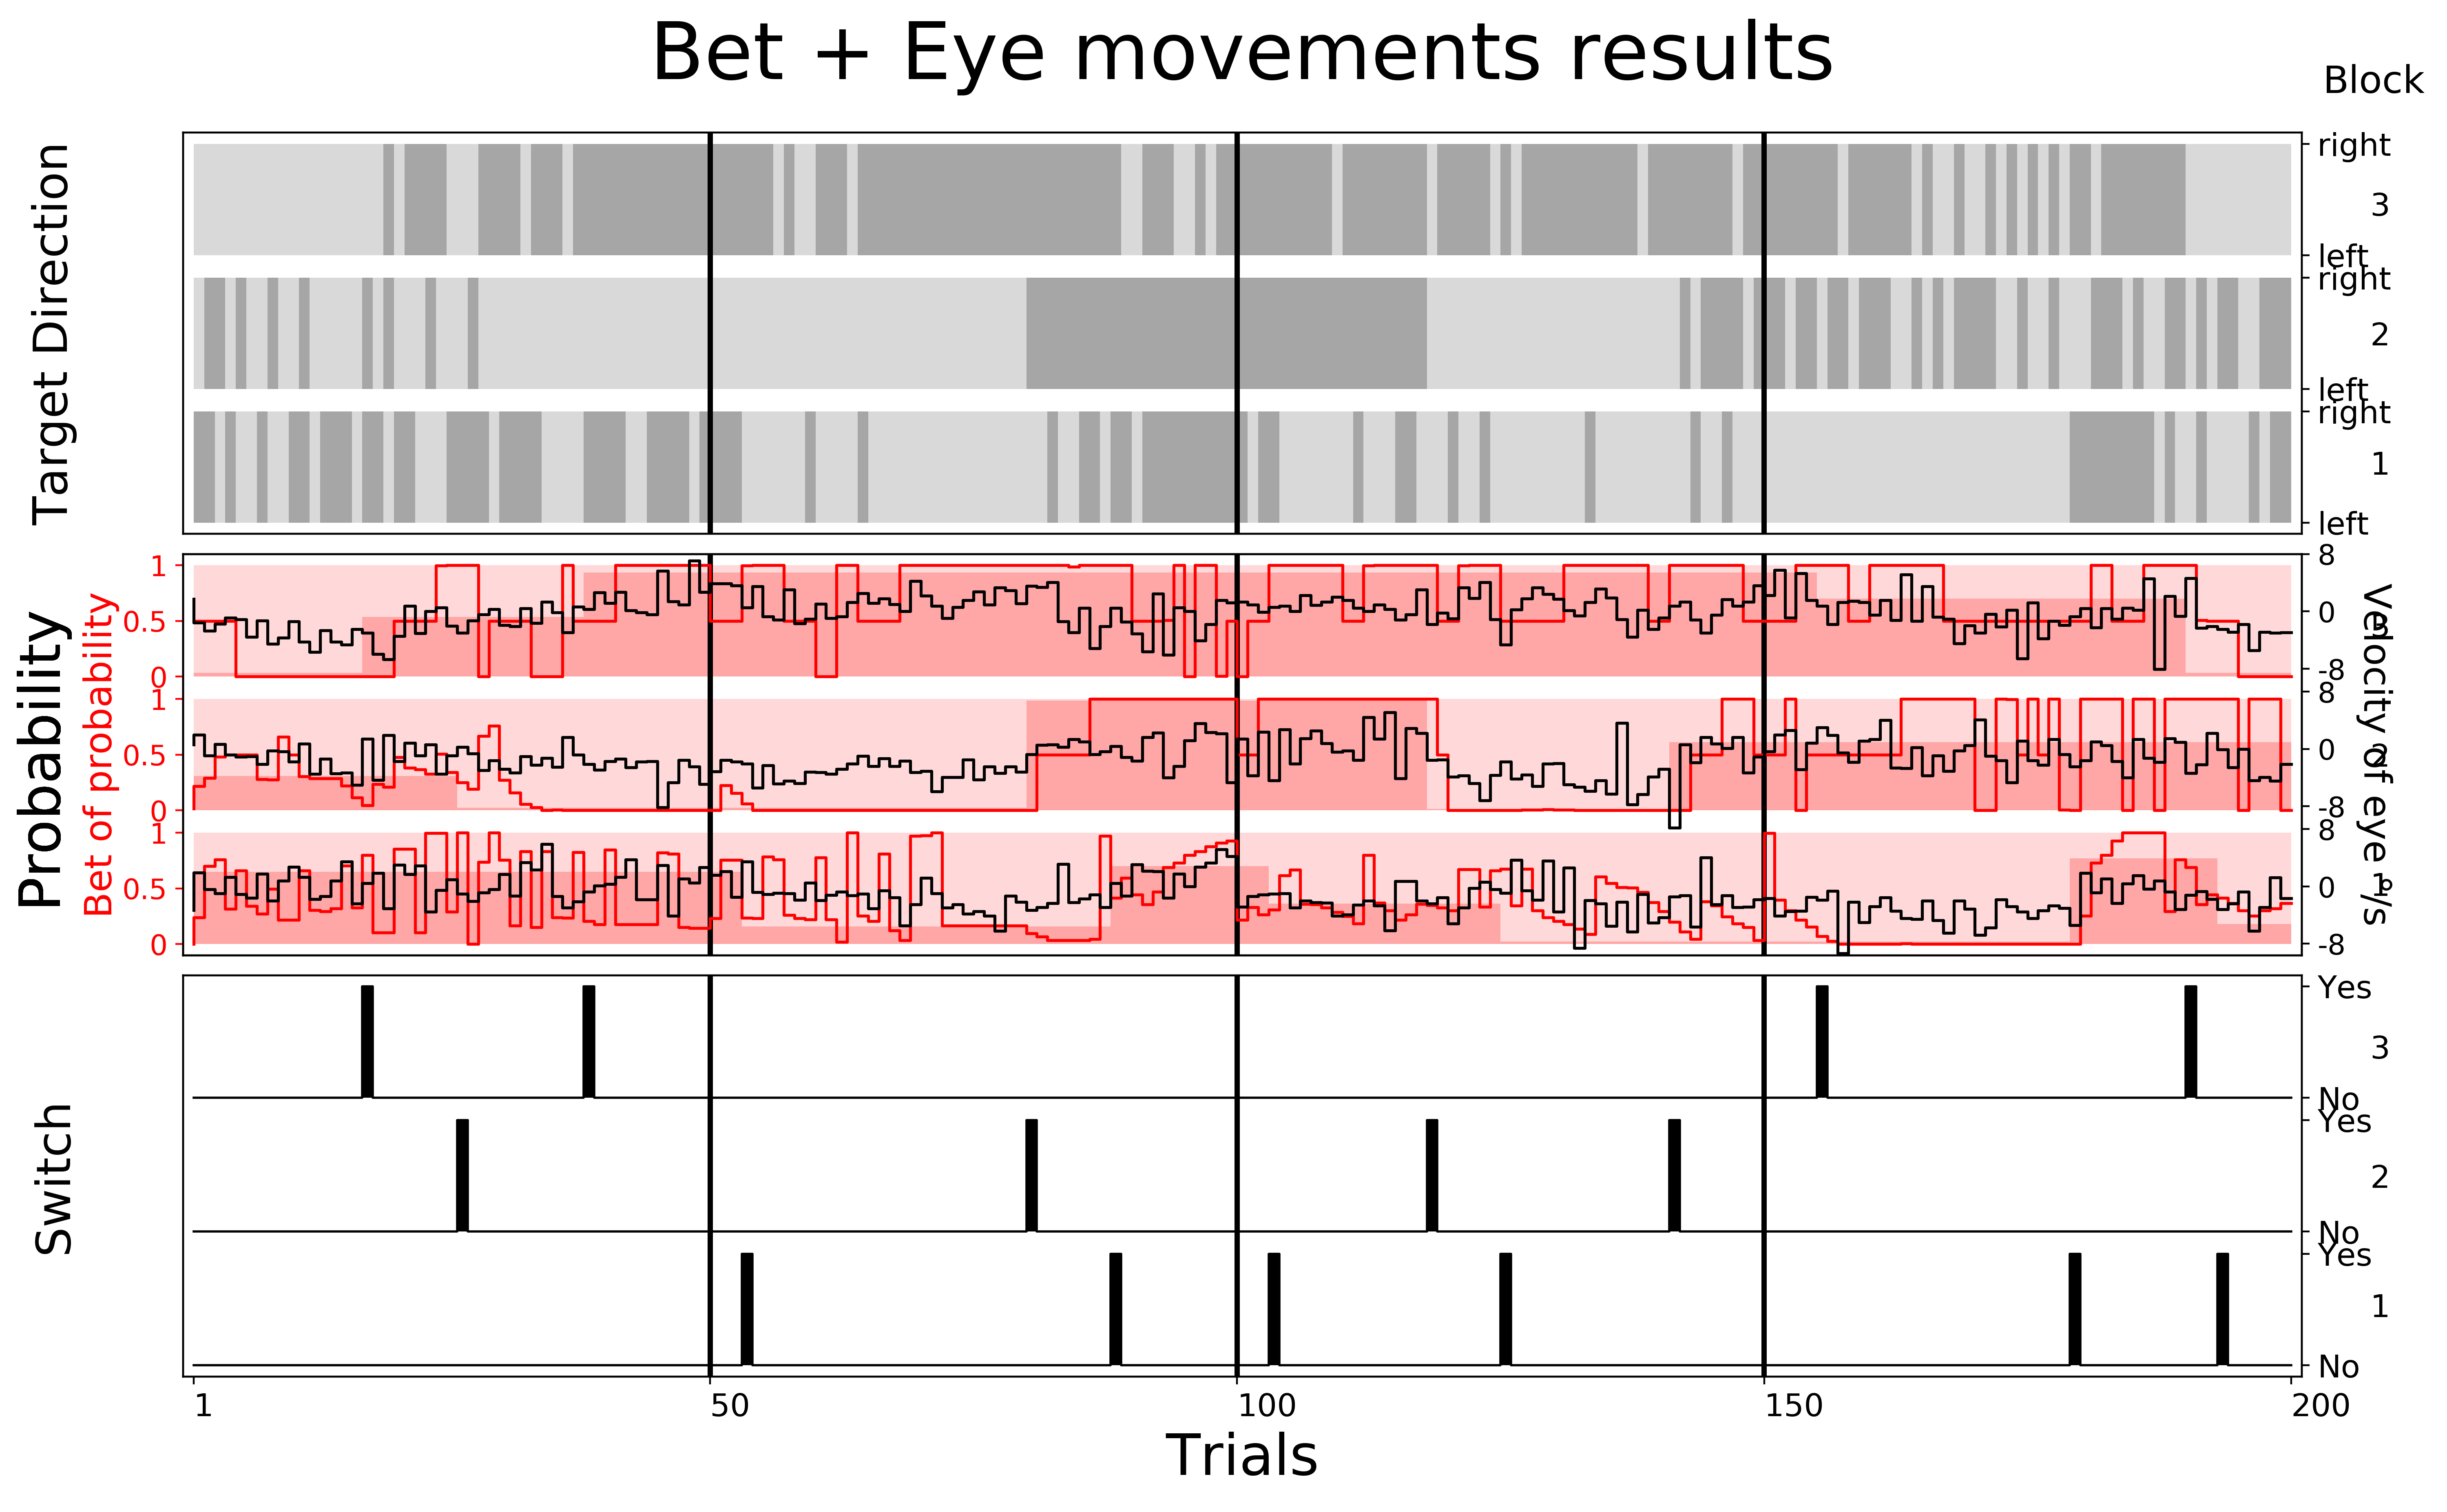 Bet + Eye movements results
Block
Target Direction
right
3
left
right
2
left
right
1
left
Probability
Bet of probability
1
0.5
0
1
0.5
0
1
0.5
0
8
0
-8
8
0
-8
8
0
-8
3
2
1
Velocity of eye °/s
Switch
Yes
3
No
Yes
2
No
Yes
1
No
1
50
100
150
200
Trials